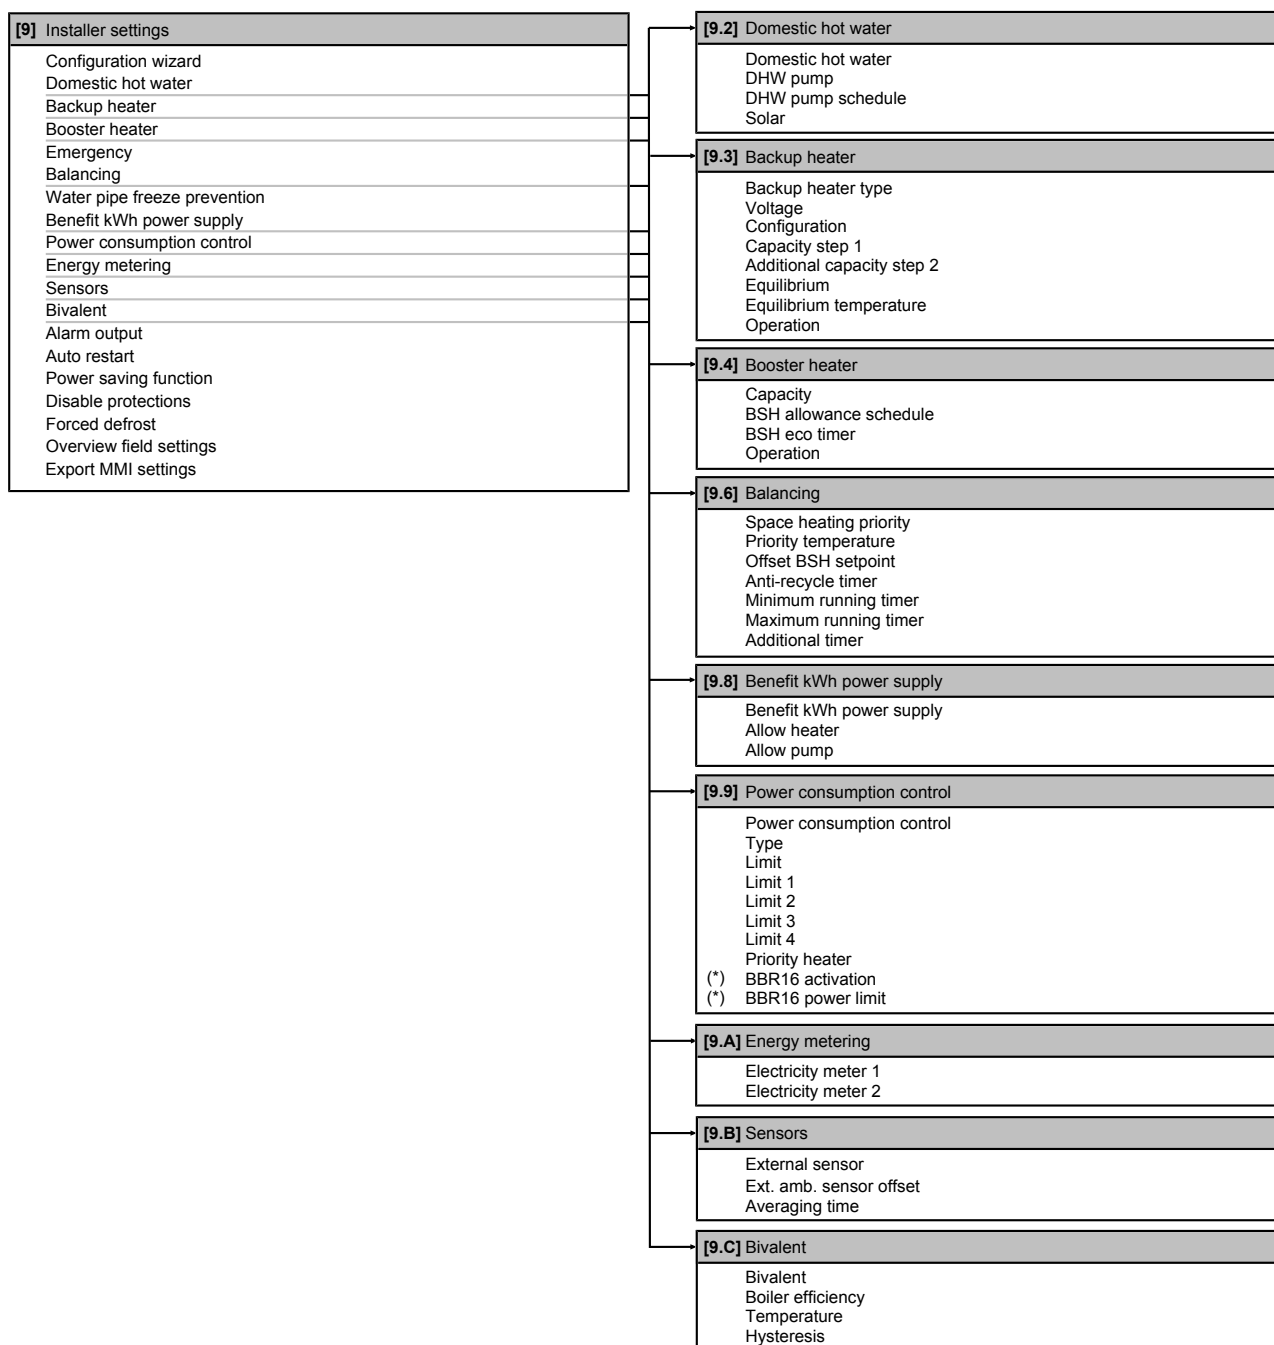 [9] Installer settings
Configuration wizard
Domestic hot water
Backup heater
Booster heater
Emergency
Balancing
Water pipe freeze prevention
Benefit kWh power supply
Power consumption control
Energy metering
Sensors
Bivalent
Alarm output
Auto restart
Power saving function
Disable protections
Forced defrost
Overview field settings
Export MMI settings
[9.2] Domestic hot water
Domestic hot water
DHW pump
DHW pump schedule
Solar
[9.3] Backup heater
Backup heater type
Voltage
Configuration
Capacity step 1
Additional capacity step 2
Equilibrium
Equilibrium temperature
Operation
[9.4] Booster heater
Capacity
BSH allowance schedule
BSH eco timer
Operation
[9.6] Balancing
Space heating priority
Priority temperature
Offset BSH setpoint
Anti-recycle timer
Minimum running timer
Maximum running timer
Additional timer
[9.8] Benefit kWh power supply
Benefit kWh power supply
Allow heater
Allow pump
[9.9] Power consumption control
Power consumption control
Type
Limit
Limit 1
Limit 2
Limit 3
Limit 4
Priority heater
(*) BBR16 activation
(*) BBR16 power limit
[9.A] Energy metering
Electricity meter 1
Electricity meter 2
[9.B] Sensors
External sensor
Ext. amb. sensor offset
Averaging time
[9.C] Bivalent
Bivalent
Boiler efficiency
Temperature
Hysteresis